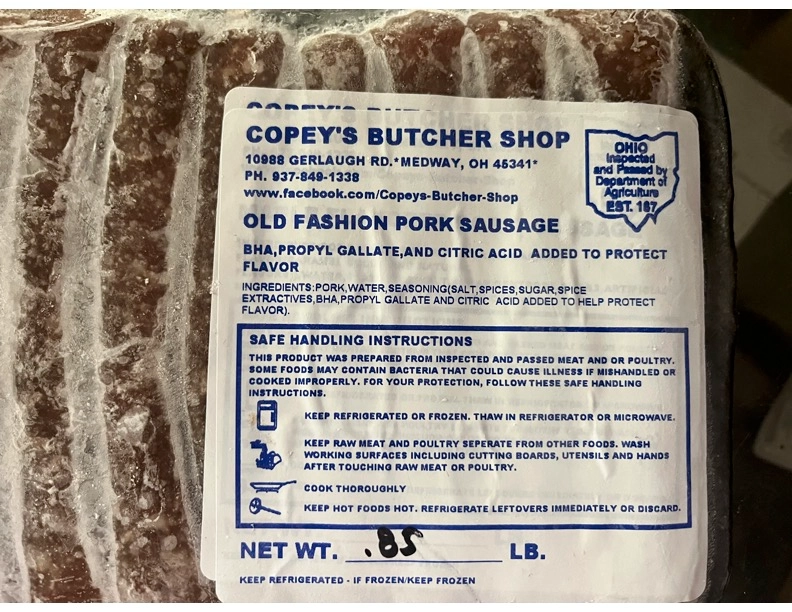 COPEY'S BUTCHER SHOP
COPEY'S BUTCHER SHOP
10988 GERLAUGH RD.*MEDWAY, OH 45341*
PH. 937-849-1338
www.facebook.com/Copeys-Butcher-Shop
OHIO
Inspected
and Passed by
Department of
Agriculture
EST. 167
OLD FASHION PORK SAUSAGE
BHA,PROPYL GALLATE,AND CITRIC ACID ADDED TO PROTECT
FLAVOR
INGREDIENTS:PORK,WATER,SEASONING(SALT,SPICES,SUGAR,SPICE
EXTRACTIVES,BHA,PROPYL GALLATE AND CITRIC ACID ADDED TO HELP PROTECT
FLAVOR).
SAFE HANDLING INSTRUCTIONS
THIS PRODUCT WAS PREPARED FROM INSPECTED AND PASSED MEAT AND OR POULTRY.
SOME FOODS MAY CONTAIN BACTERIA THAT COULD CAUSE ILLNESS IF MISHANDLED OR
COOKED IMPROPERLY. FOR YOUR PROTECTION, FOLLOW THESE SAFE HANDLING
INSTRUCTIONS.
KEEP REFRIGERATED OR FROZEN. THAW IN REFRIGERATOR OR MICROWAVE.
KEEP RAW MEAT AND POULTRY SEPERATE FROM OTHER FOODS. WASH
WORKING SURFACES INCLUDING CUTTING BOARDS, UTENSILS AND HANDS
AFTER TOUCHING RAW MEAT OR POULTRY.
COOK THOROUGHLY
KEEP HOT FOODS HOT. REFRIGERATE LEFTOVERS IMMEDIATELY OR DISCARD.
NET WT. .85 LB.
KEEP REFRIGERATED - IF FROZEN/KEEP FROZEN